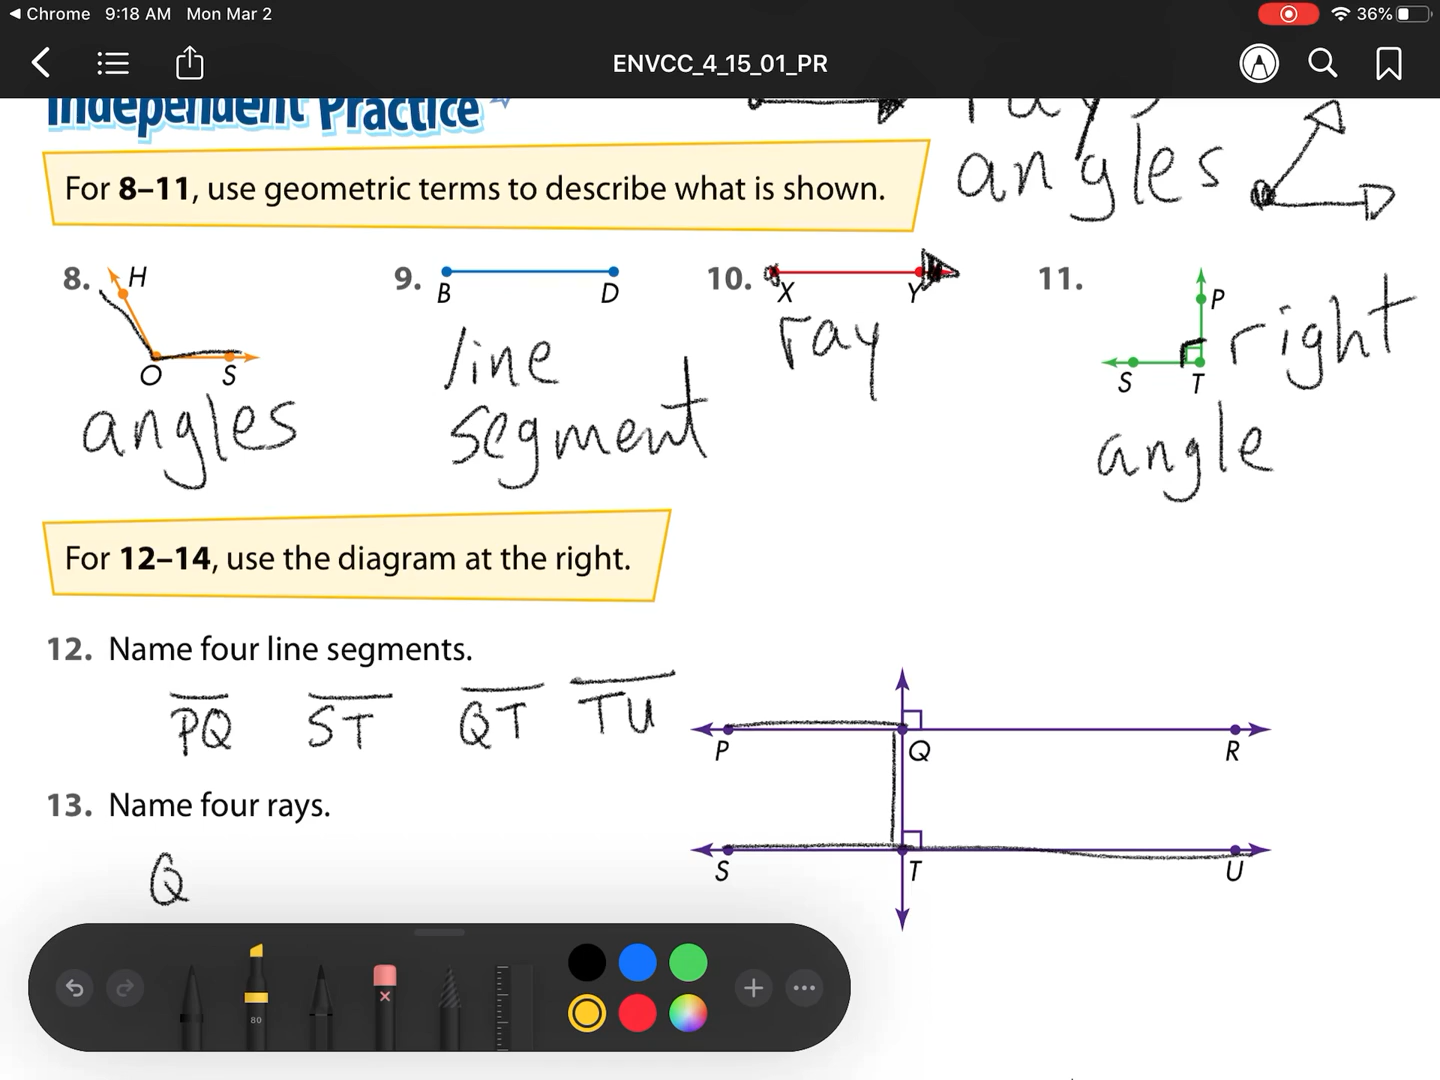 Chrome 9:18 AM Mon Mar 2 36%
ENVCC_4_15_01_PR
Independent Practice
rays
For 8–11, use geometric terms to describe what is shown.
angles
8. H O S
9. B D
10. X Y
11. P S T
angles
line
segment
ray
right
angle
For 12–14, use the diagram at the right.
12. Name four line segments.
PQ ST QT TU
P Q R
13. Name four rays.
S T U
Q
80